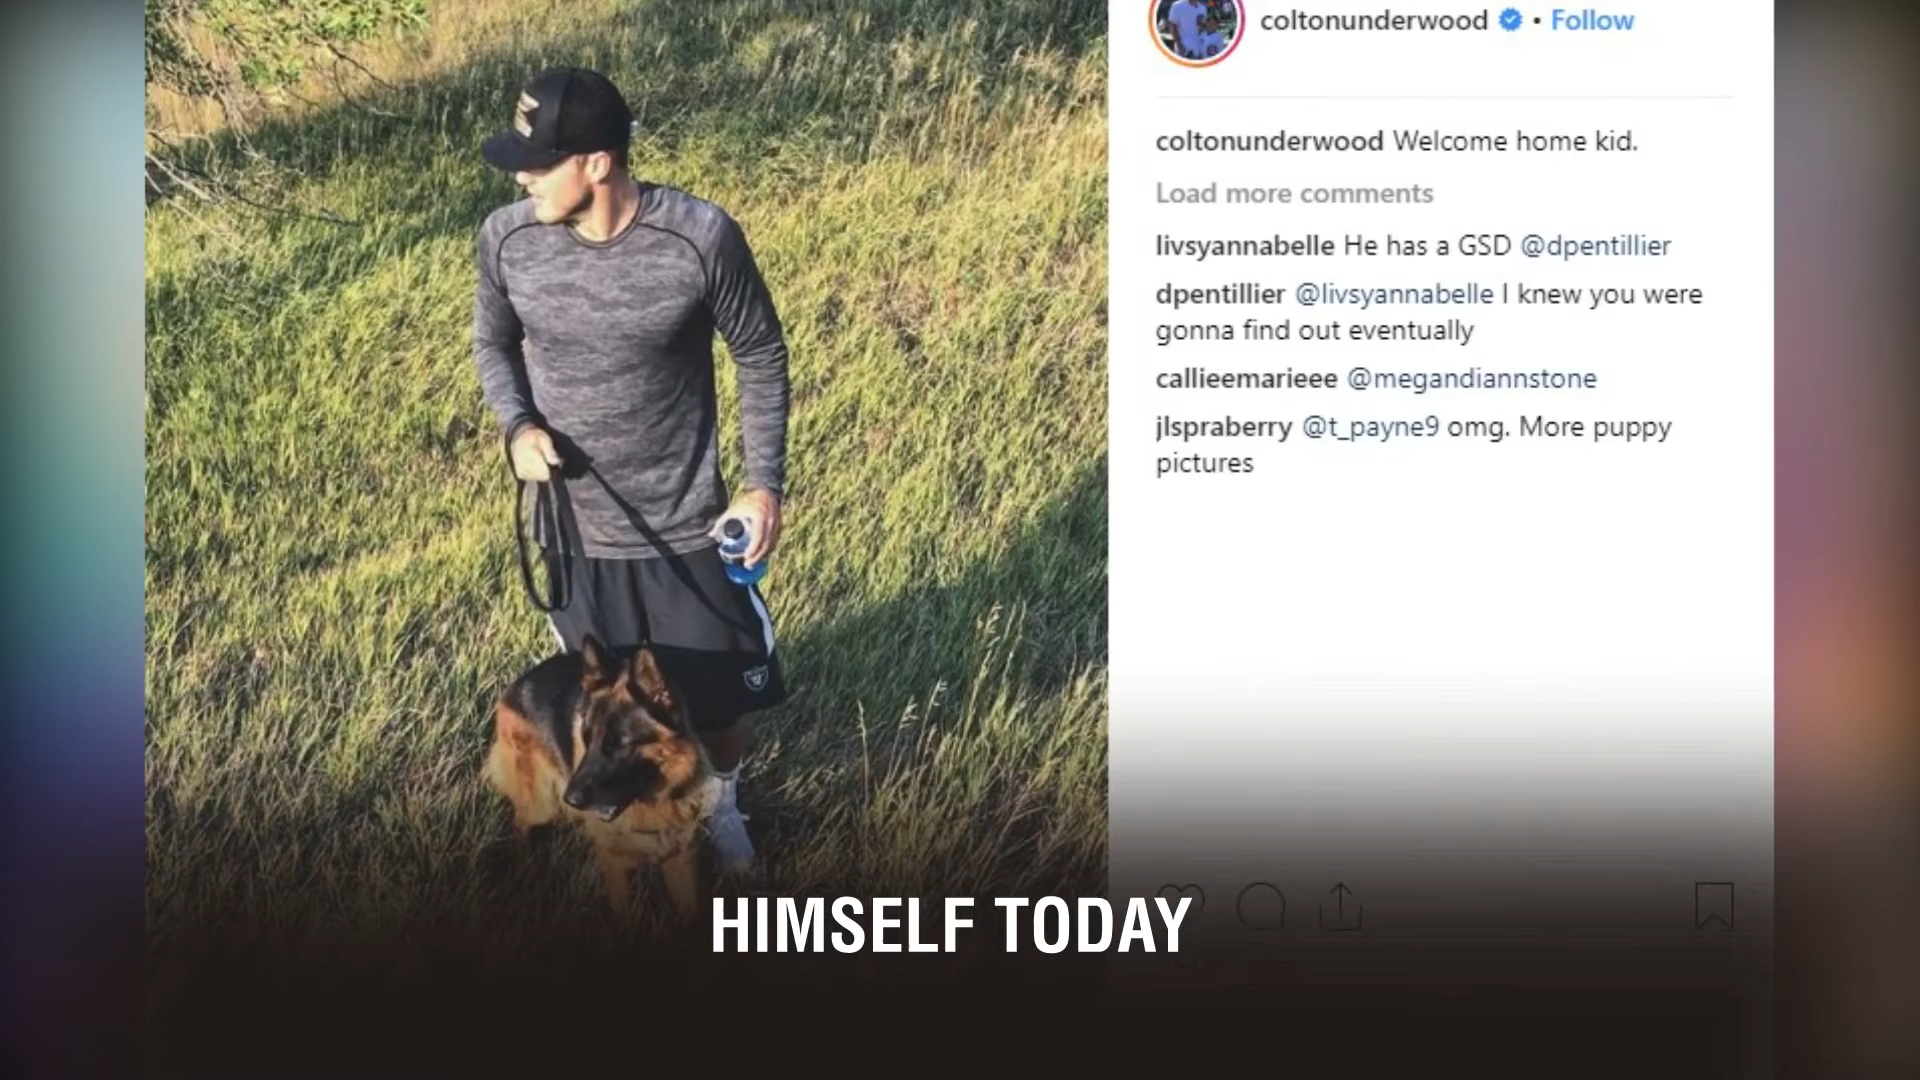 coltonunderwood • Follow
coltonunderwood Welcome home kid.
Load more comments
livsyannabelle He has a GSD @dpentillier
dpentillier @livsyannabelle I knew you were
gonna find out eventually
callieemarieee @megandiannstone
jlspraberry @t_payne9 omg. More puppy
pictures
HIMSELF TODAY